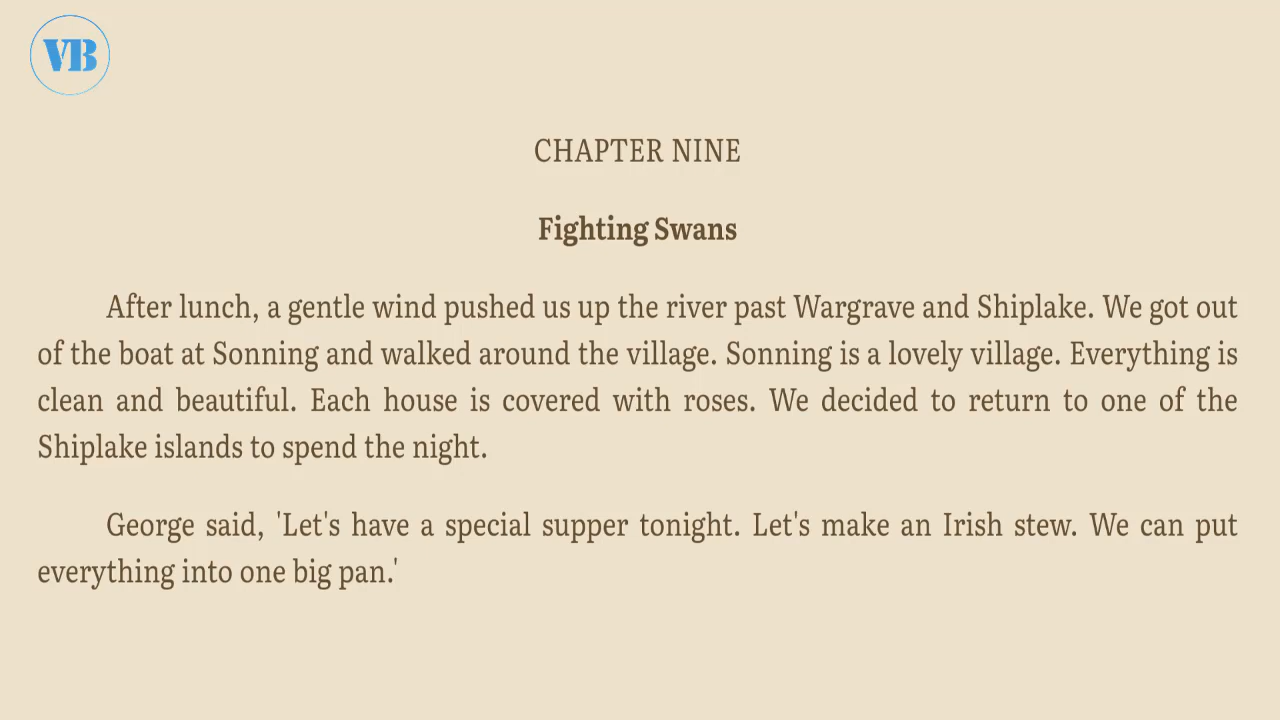 VB
CHAPTER NINE
Fighting Swans
After lunch, a gentle wind pushed us up the river past Wargrave and Shiplake. We got out
of the boat at Sonning and walked around the village. Sonning is a lovely village. Everything is
clean and beautiful. Each house is covered with roses. We decided to return to one of the
Shiplake islands to spend the night.
George said, 'Let's have a special supper tonight. Let's make an Irish stew. We can put
everything into one big pan.'